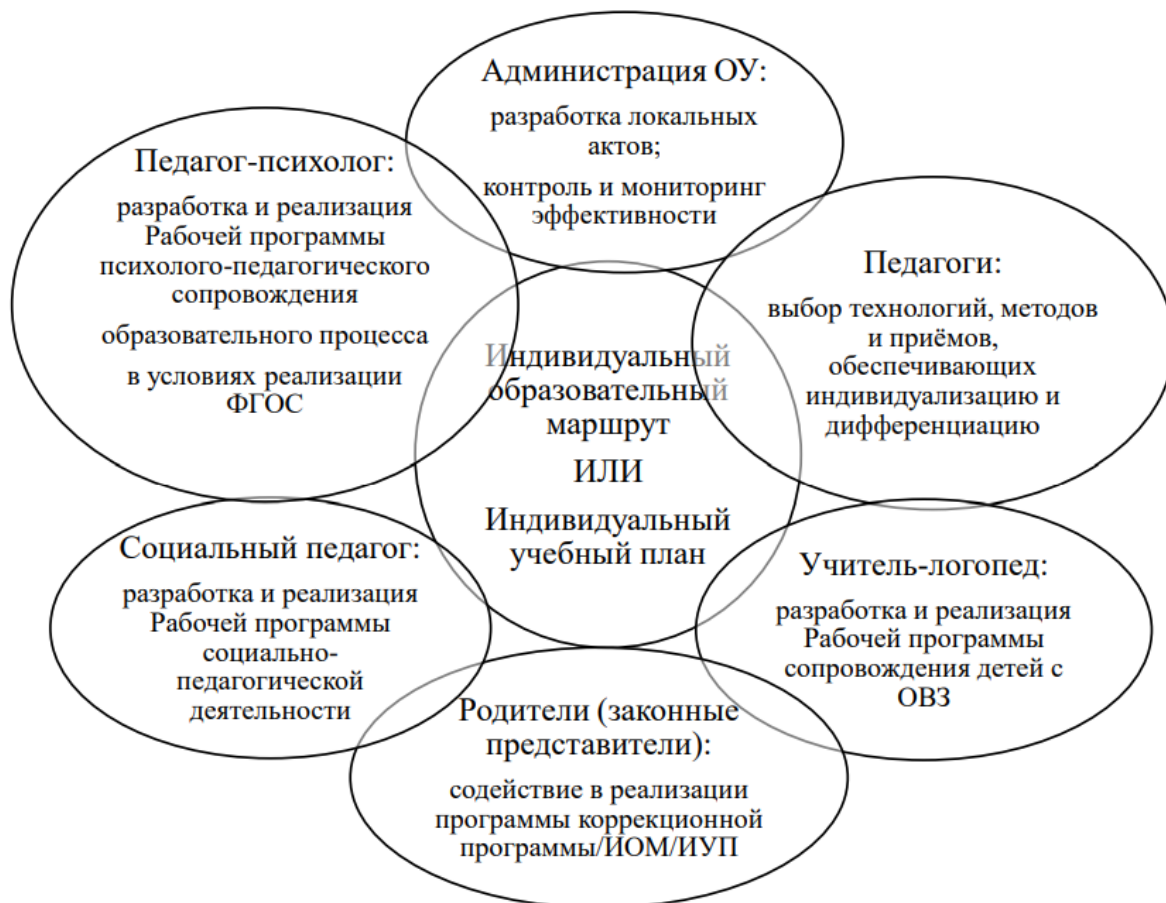 Администрация ОУ:
разработка локальных
актов;
контроль и мониторинг
эффективности
Педагог-психолог:
разработка и реализация
Рабочей программы
психолого-педагогического
сопровождения
образовательного процесса
в условиях реализации
ФГОС
Педагоги:
выбор технологий, методов
и приёмов,
обеспечивающих
индивидуализацию и
дифференциацию
Индивидуальный
образовательный
маршрут
ИЛИ
Индивидуальный
учебный план
Социальный педагог:
разработка и реализация
Рабочей программы
социально-
педагогической
деятельности
Учитель-логопед:
разработка и реализация
Рабочей программы
сопровождения детей с
ОВЗ
Родители (законные
представители):
содействие в реализации
программы коррекционной
программы/ИОМ/ИУП